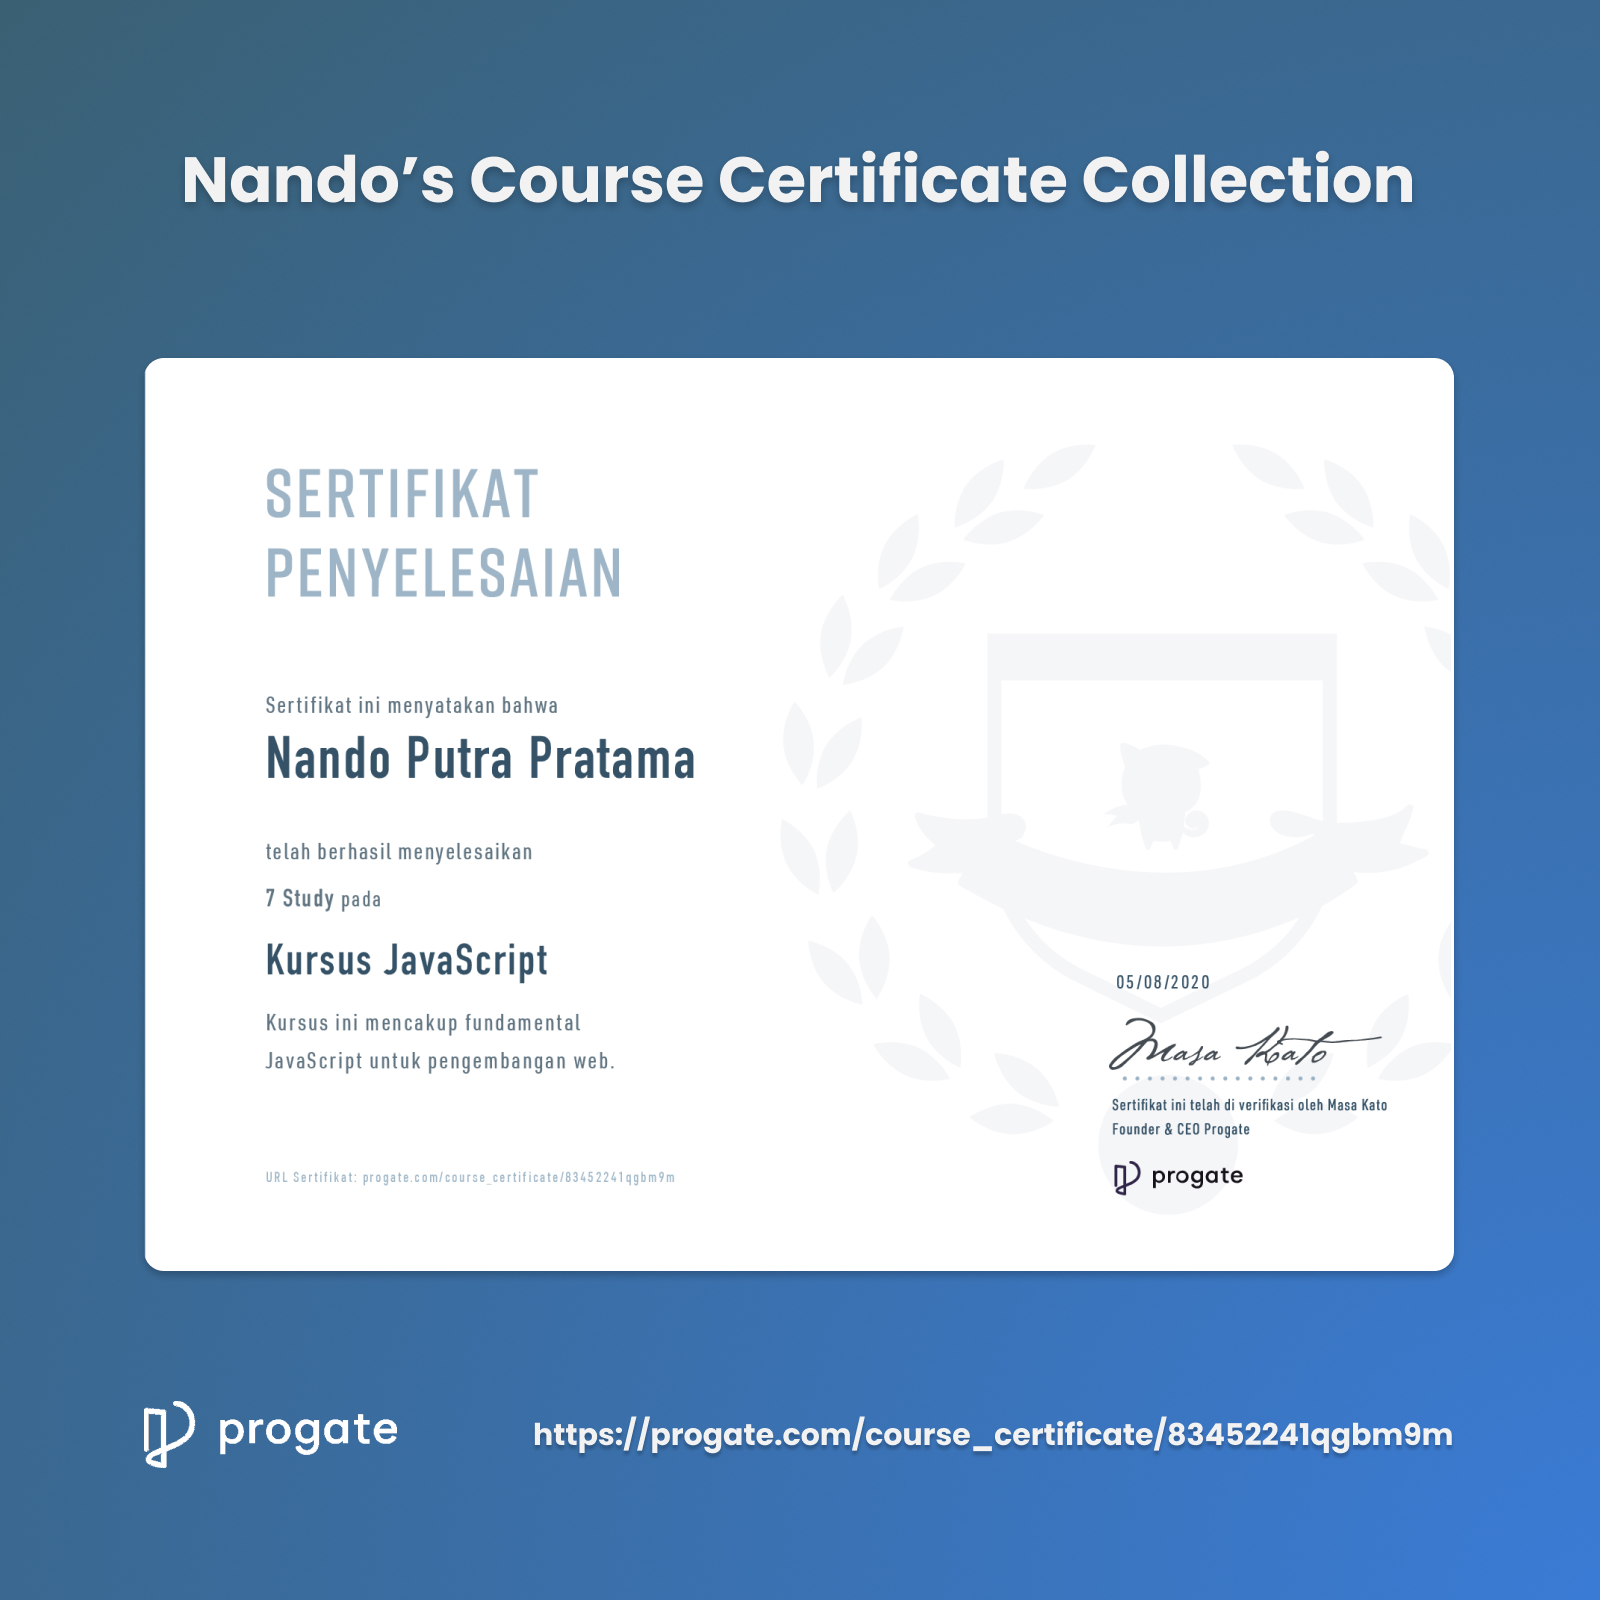 Nando’s Course Certificate Collection
SERTIFIKAT
PENYELESAIAN
Sertifikat ini menyatakan bahwa
Nando Putra Pratama
telah berhasil menyelesaikan
7 Study pada
Kursus JavaScript
Kursus ini mencakup fundamental
JavaScript untuk pengembangan web.
URL Sertifikat: progate.com/course_certificate/83452241qgbm9m
05/08/2020
Masa Kato
Sertifikat ini telah di verifikasi oleh Masa Kato
Founder & CEO Progate
progate
progate
https://progate.com/course_certificate/83452241qgbm9m